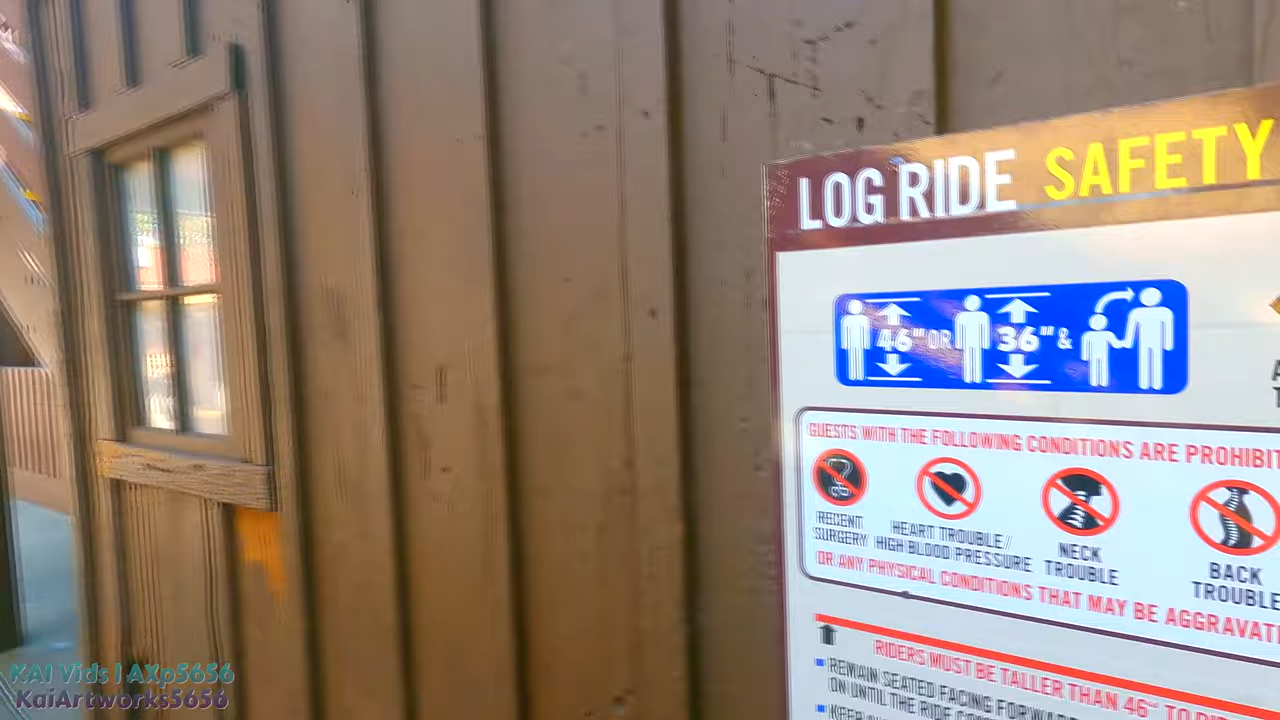 LOG RIDE SAFETY
46" OR 36" &
GUESTS WITH THE FOLLOWING CONDITIONS ARE PROHIBIT
RECENT
SURGERY
HEART TROUBLE/
HIGH BLOOD PRESSURE
NECK
TROUBLE
BACK
TROUBLE
OR ANY PHYSICAL CONDITIONS THAT MAY BE AGGRAVAT
RIDERS MUST BE TALLER THAN 46" TO
REMAIN SEATED FACING FORWAR
ON UNTIL THE RIDE
KAI Vids | AXp5656
KaiArtworks5656